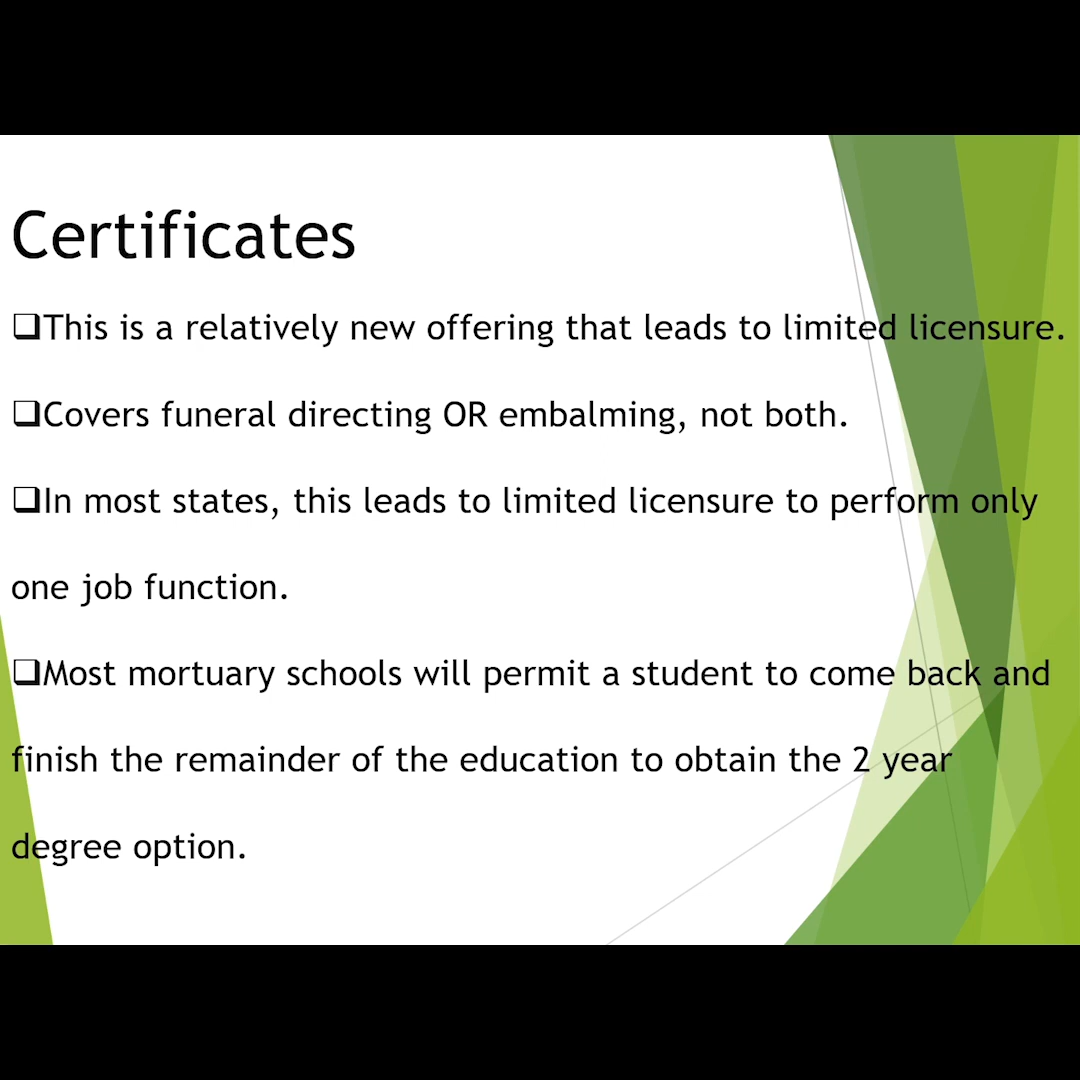 Certificates
❑This is a relatively new offering that leads to limited licensure.
❑Covers funeral directing OR embalming, not both.
❑In most states, this leads to limited licensure to perform only
one job function.
❑Most mortuary schools will permit a student to come back and
finish the remainder of the education to obtain the 2 year
degree option.